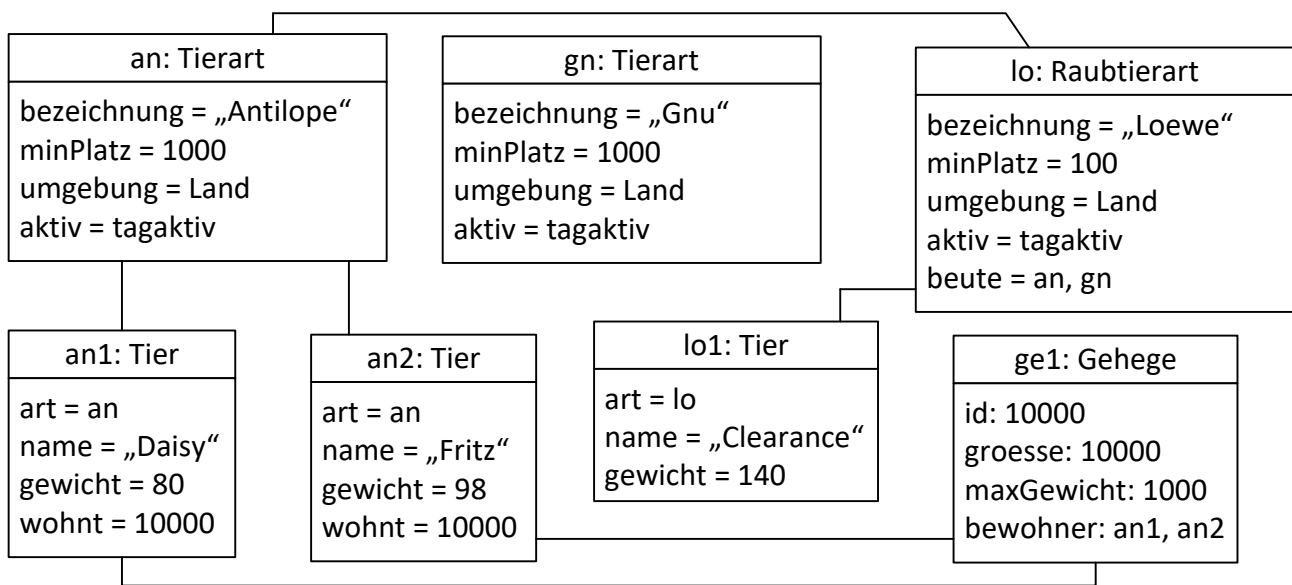 an: Tierart
bezeichnung = „Antilope“
minPlatz = 1000
umgebung = Land
aktiv = tagaktiv
gn: Tierart
bezeichnung = „Gnu“
minPlatz = 1000
umgebung = Land
aktiv = tagaktiv
lo: Raubtierart
bezeichnung = „Loewe“
minPlatz = 100
umgebung = Land
aktiv = tagaktiv
beute = an, gn
an1: Tier
art = an
name = „Daisy“
gewicht = 80
wohnt = 10000
an2: Tier
art = an
name = „Fritz“
gewicht = 98
wohnt = 10000
lo1: Tier
art = lo
name = „Clearance“
gewicht = 140
ge1: Gehege
id: 10000
groesse: 10000
maxGewicht: 1000
bewohner: an1, an2